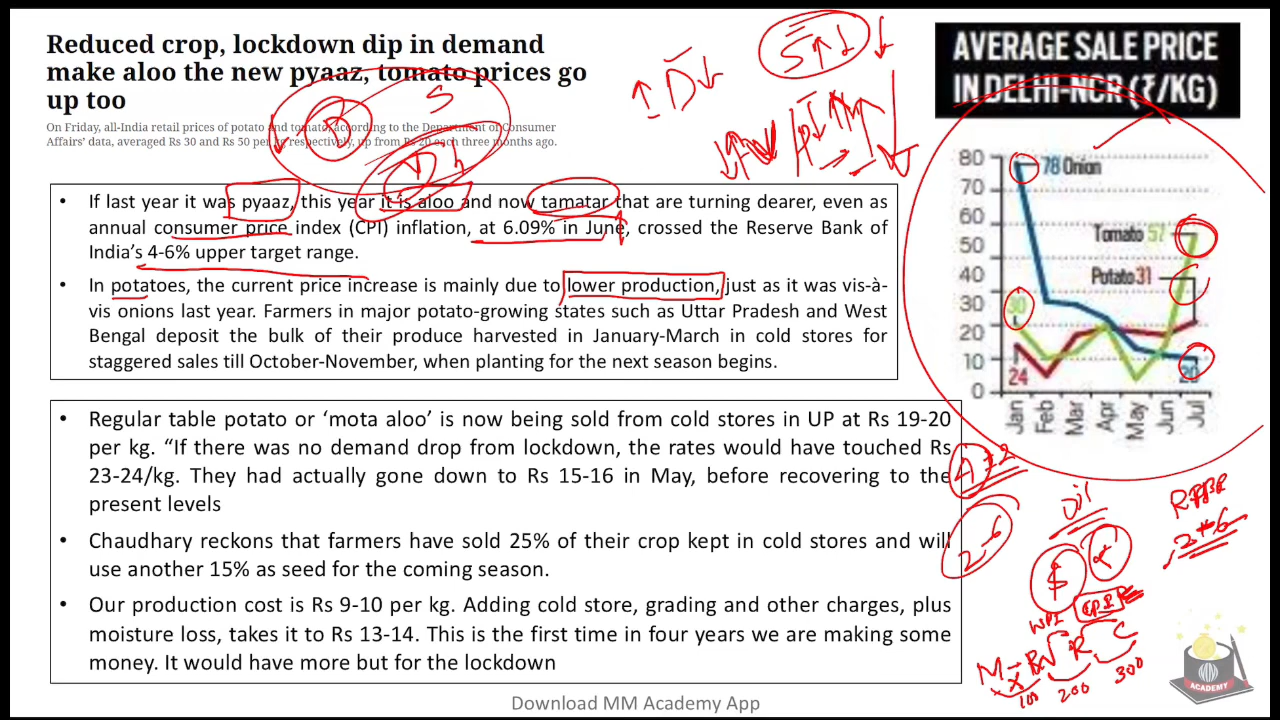 Reduced crop, lockdown dip in demand
make aloo the new pyaaz, tomato prices go
up too
On Friday, all-India retail prices of potato and tomato, according to the Department of Consumer
Affairs' data, averaged Rs 30 and Rs 50 per kg respectively, up from Rs 20 each three months ago.
• If last year it was pyaaz, this year it is aloo and now tamatar that are turning dearer, even as
annual consumer price index (CPI) inflation, at 6.09% in June, crossed the Reserve Bank of
India's 4-6% upper target range.
• In potatoes, the current price increase is mainly due to lower production, just as it was vis-à-
vis onions last year. Farmers in major potato-growing states such as Uttar Pradesh and West
Bengal deposit the bulk of their produce harvested in January-March in cold stores for
staggered sales till October-November, when planting for the next season begins.
• Regular table potato or 'mota aloo' is now being sold from cold stores in UP at Rs 19-20
per kg. "If there was no demand drop from lockdown, the rates would have touched Rs
23-24/kg. They had actually gone down to Rs 15-16 in May, before recovering to the
present levels
• Chaudhary reckons that farmers have sold 25% of their crop kept in cold stores and will
use another 15% as seed for the coming season.
• Our production cost is Rs 9-10 per kg. Adding cold store, grading and other charges, plus
moisture loss, takes it to Rs 13-14. This is the first time in four years we are making some
money. It would have more but for the lockdown
AVERAGE SALE PRICE
IN DELHI-NCR (₹/KG)
80
70
60
50
40
30
20
10
0
78 Onion
Tomato 57
Potato 31
30
24
20
Jan
Feb
Mar
Apr
May
Jun
Jul
S
D
B
D
S
4±2
2-6
oil
$
₹
WPI
CPI
R C
100
200
300
ACADEMY
Download MM Academy App